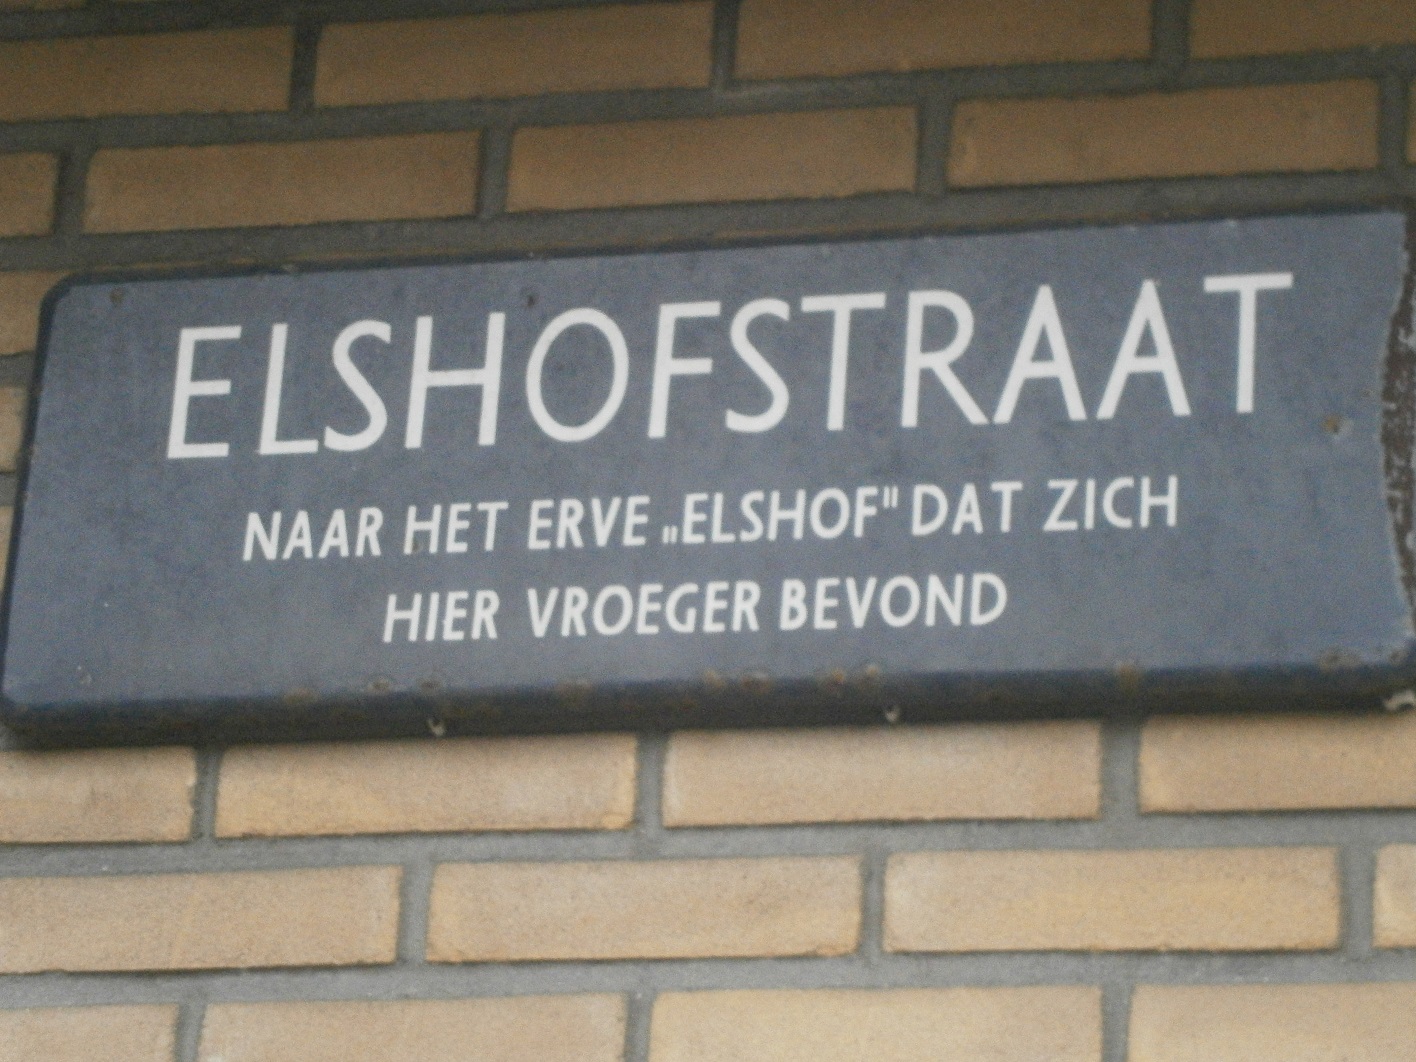 ELSHOFSTRAAT
NAAR HET ERVE „ELSHOF" DAT ZICH
HIER VROEGER BEVOND